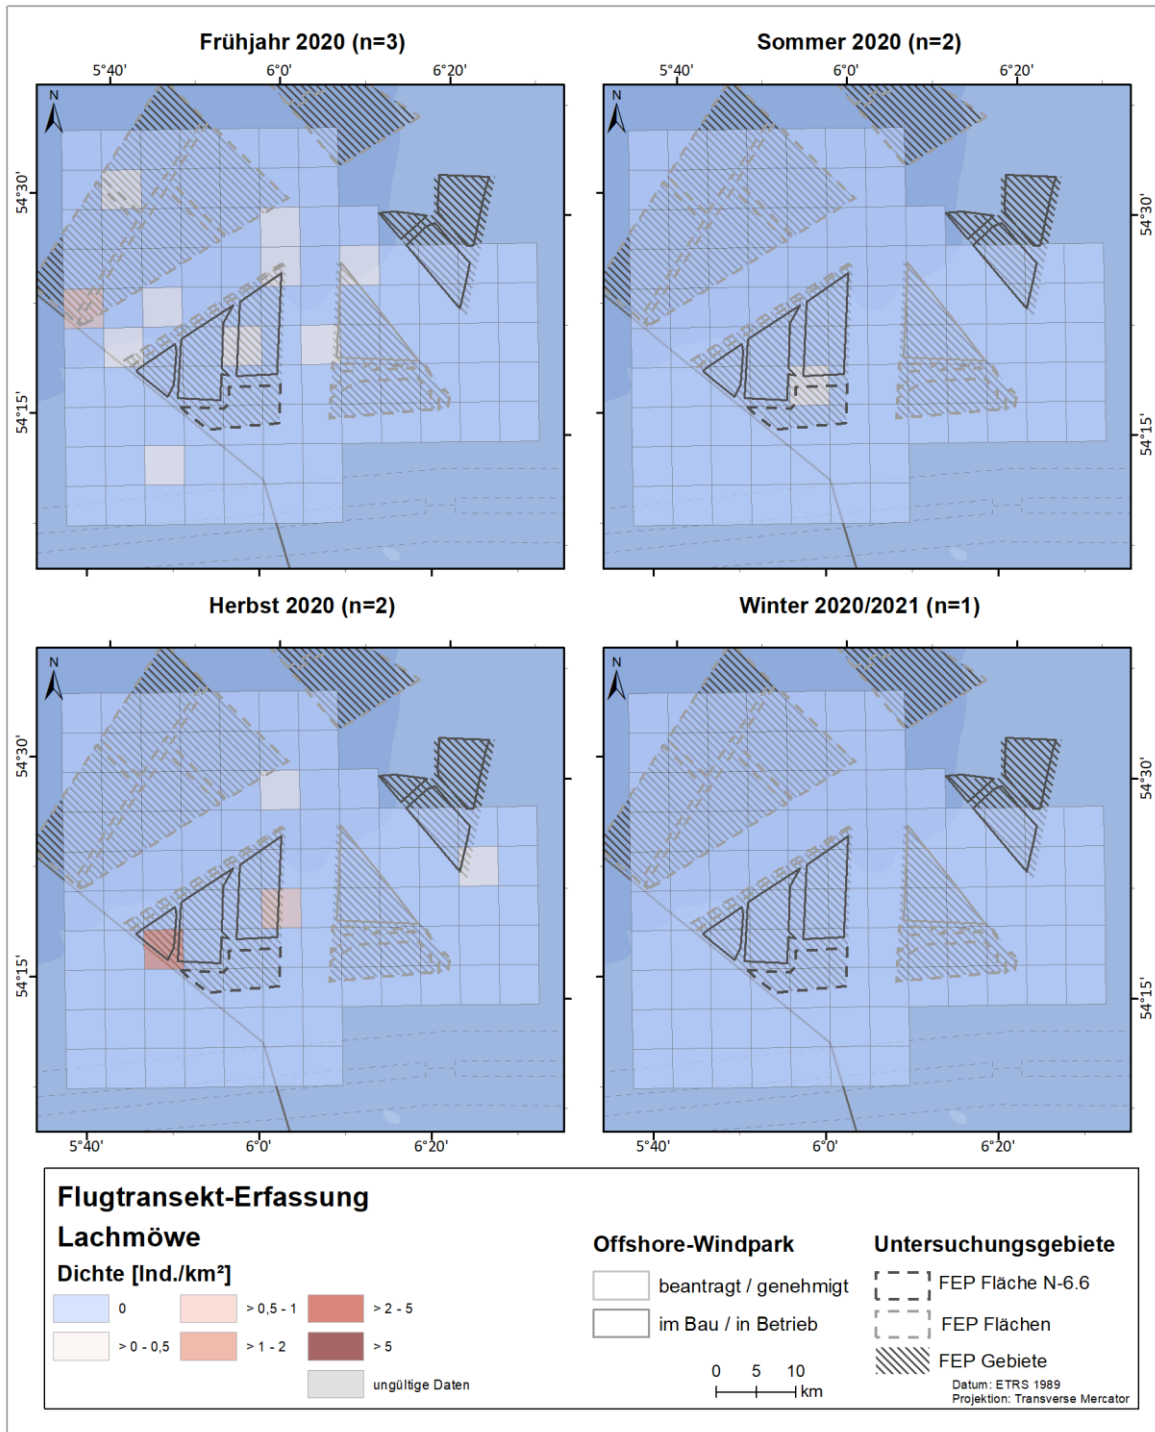 Frühjahr 2020 (n=3)
Sommer 2020 (n=2)
5°40' 6°0' 6°20'
5°40' 6°0' 6°20'
N
N
54°30'
54°30'
54°15'
54°15'
Herbst 2020 (n=2)
Winter 2020/2021 (n=1)
N
N
54°30'
54°30'
54°15'
54°15'
5°40' 6°0' 6°20'
5°40' 6°0' 6°20'
Flugtransekt-Erfassung
Lachmöwe
Dichte [Ind./km²]
0
> 0 - 0,5
> 0,5 - 1
> 1 - 2
> 2 - 5
> 5
ungültige Daten
Offshore-Windpark
beantragt / genehmigt
im Bau / in Betrieb
0 5 10
km
Untersuchungsgebiete
FEP Fläche N-6.6
FEP Flächen
FEP Gebiete
Datum: ETRS 1989
Projektion: Transverse Mercator